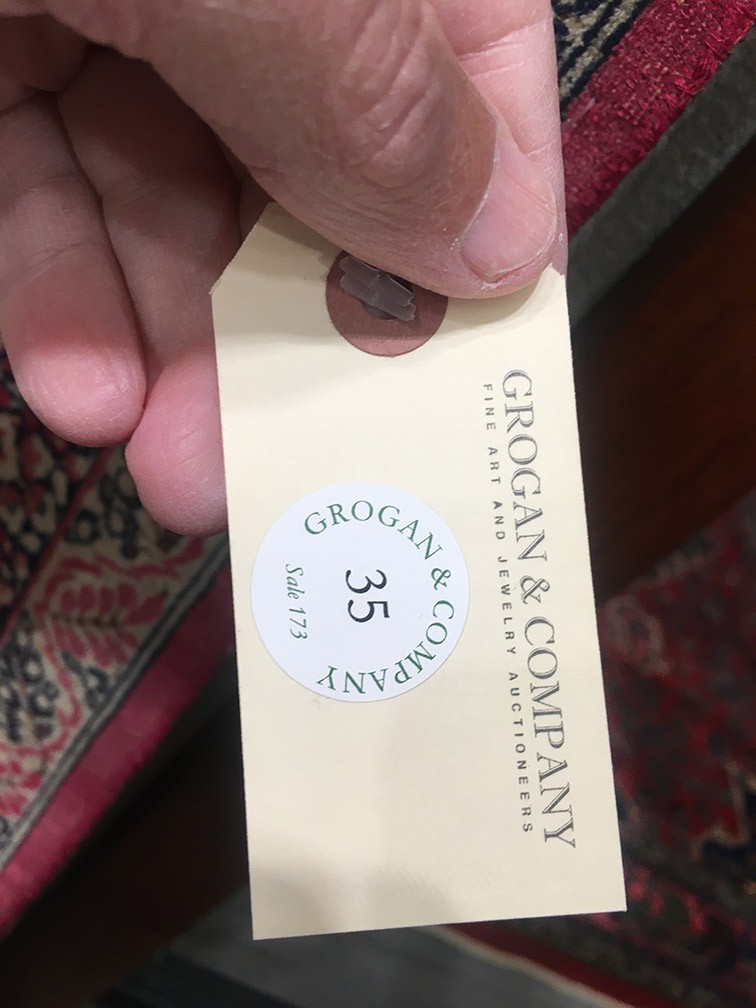 GROGAN & COMPANY
FINE ART AND JEWELRY AUCTIONEERS
GROGAN & COMPANY
35
Sale 173